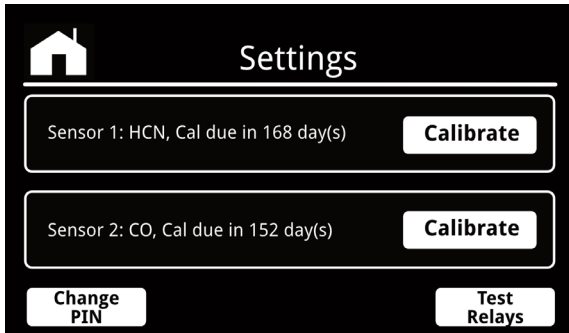 Settings
Sensor 1: HCN, Cal due in 168 day(s)
Calibrate
Sensor 2: CO, Cal due in 152 day(s)
Calibrate
Change
PIN
Test
Relays